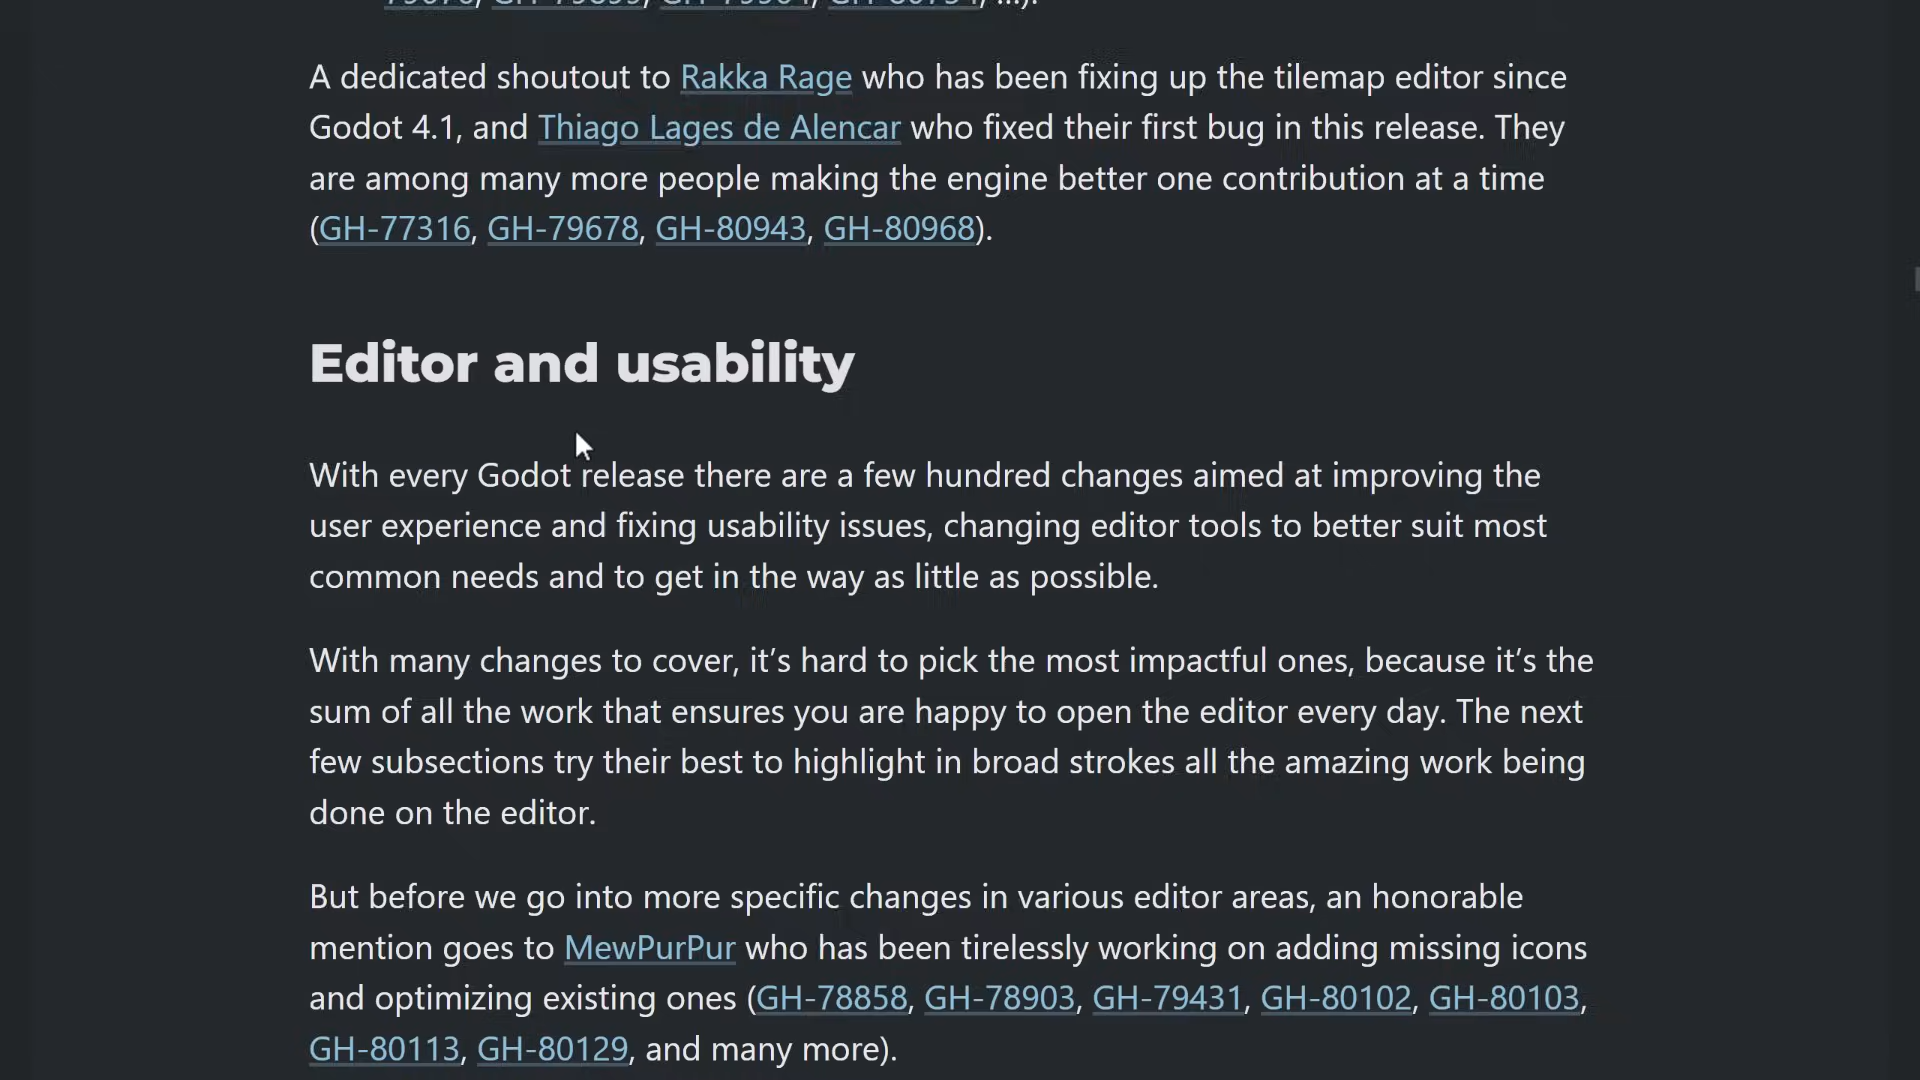 A dedicated shoutout to Rakka Rage who has been fixing up the tilemap editor since
Godot 4.1, and Thiago Lages de Alencar who fixed their first bug in this release. They
are among many more people making the engine better one contribution at a time
(GH-77316, GH-79678, GH-80943, GH-80968).
Editor and usability
With every Godot release there are a few hundred changes aimed at improving the
user experience and fixing usability issues, changing editor tools to better suit most
common needs and to get in the way as little as possible.
With many changes to cover, it’s hard to pick the most impactful ones, because it’s the
sum of all the work that ensures you are happy to open the editor every day. The next
few subsections try their best to highlight in broad strokes all the amazing work being
done on the editor.
But before we go into more specific changes in various editor areas, an honorable
mention goes to MewPurPur who has been tirelessly working on adding missing icons
and optimizing existing ones (GH-78858, GH-78903, GH-79431, GH-80102, GH-80103,
GH-80113, GH-80129, and many more).